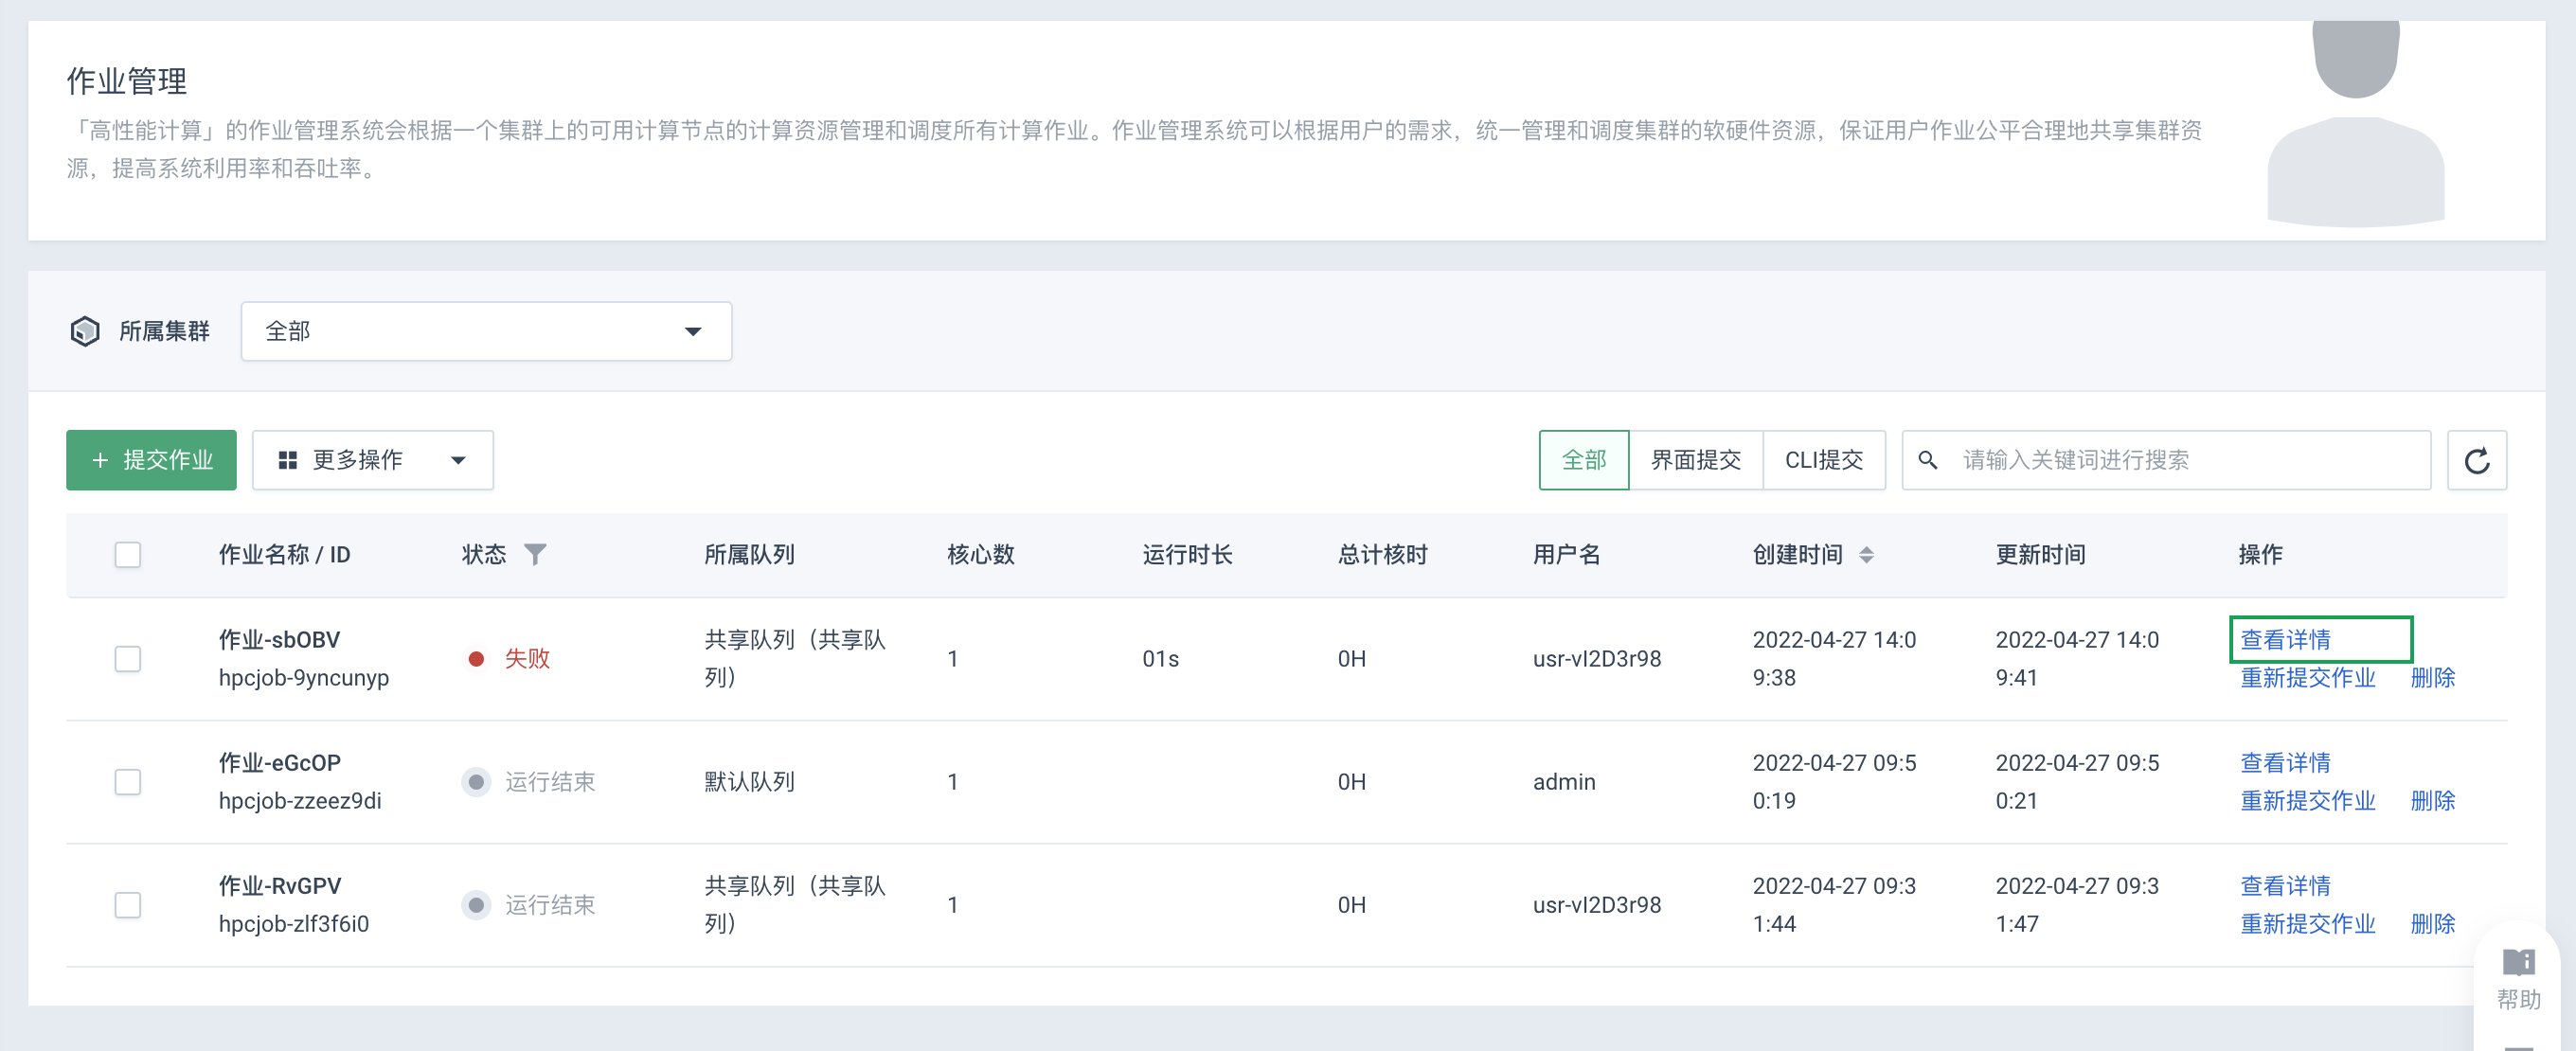 作业管理
「高性能计算」的作业管理系统会根据一个集群上的可用计算节点的计算资源管理和调度所有计算作业。作业管理系统可以根据用户的需求，统一管理和调度集群的软硬件资源，保证用户作业公平合理地共享集群资
源，提高系统利用率和吞吐率。
所属集群 全部
+ 提交作业 更多操作 全部 界面提交 CLI提交 请输入关键词进行搜索
作业名称 / ID 状态 所属队列 核心数 运行时长 总计核时 用户名 创建时间 更新时间 操作
作业-sbOBV
hpcjob-9yncunyp
失败
共享队列（共享队
列）
1
01s
0H
usr-vI2D3r98
2022-04-27 14:0
9:38
2022-04-27 14:0
9:41
查看详情
重新提交作业 删除
作业-eGcOP
hpcjob-zzeez9di
运行结束
默认队列
1
0H
admin
2022-04-27 09:5
0:19
2022-04-27 09:5
0:21
查看详情
重新提交作业 删除
作业-RvGPV
hpcjob-zlf3f6i0
运行结束
共享队列（共享队
列）
1
0H
usr-vI2D3r98
2022-04-27 09:3
1:44
2022-04-27 09:3
1:47
查看详情
重新提交作业 删除
帮助